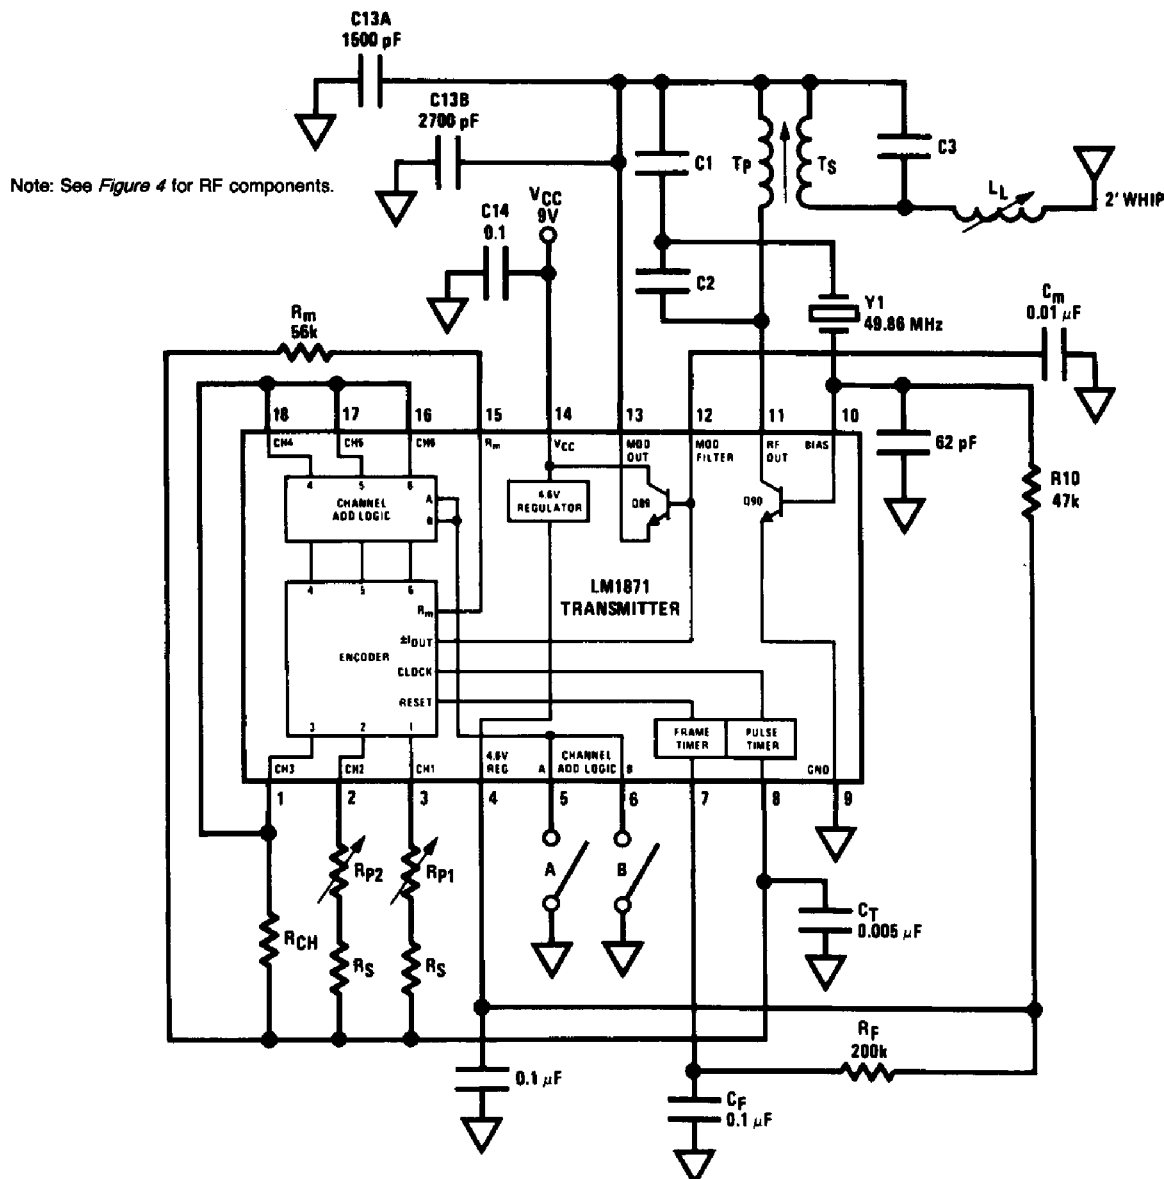 C13A
1500 pF
C13B
2700 pF
Note: See Figure 4 for RF components.
C14
0.1
VCC
9V
C1
C2
TP
TS
C3
LL
2' WHIP
Y1
49.86 MHz
Cm
0.01 μF
Rm
56k
18
17
16
15
14
13
12
11
10
CH4
CH5
CH6
Rm
VCC
MOD
OUT
MOD
FILTER
RF
OUT
BIAS
62 pF
R10
47k
4
5
6
CHANNEL
ADD LOGIC
A
B
4.6V
REGULATOR
Q89
Q90
LM1871
TRANSMITTER
4
5
6
Rm
±IOUT
ENCODER
CLOCK
RESET
3
2
1
FRAME
TIMER
PULSE
TIMER
CH3
CH2
CH1
4.6V
REG
A
CHANNEL
ADD LOGIC
B
GND
1
2
3
4
5
6
7
8
9
RP2
RP1
A
B
RCH
RS
RS
CT
0.005 μF
RF
200k
0.1 μF
CF
0.1 μF